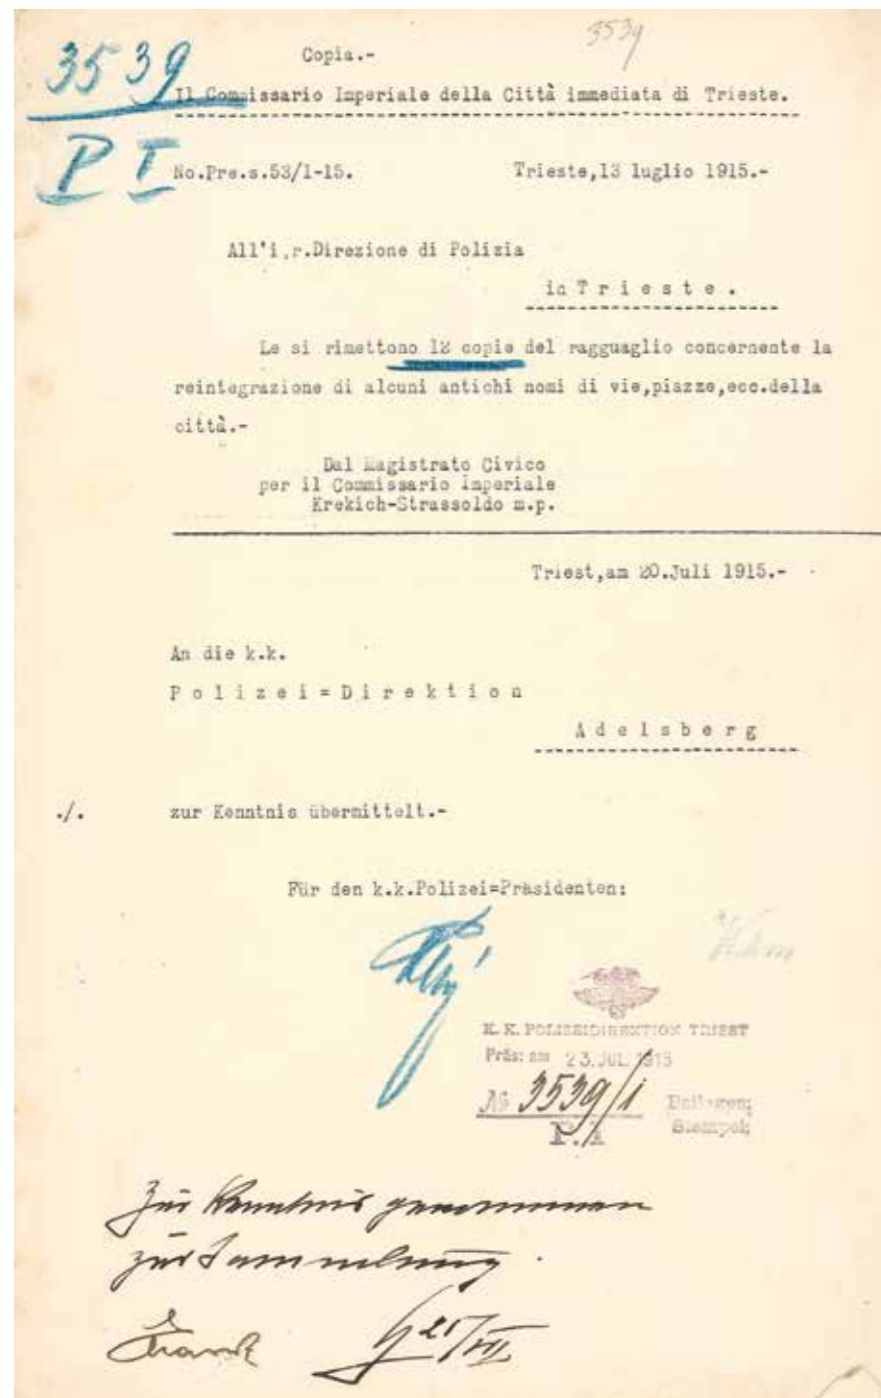 3539
Copia.-
3539
Il Commissario Imperiale della Città immediata di Trieste.
P I
No.Pre.s.53/1-15.
Trieste,13 luglio 1915.-
All'i.r.Direzione di Polizia
in T r i e s t e .
Le si rimettono 12 copie del ragguaglio concernente la
reintegrazione di alcuni antichi nomi di vie,piazze,ecc.della
città.-
Dal Magistrato Civico
per il Commissario Imperiale
Krekich-Strassoldo m.p.
Triest,am 20.Juli 1915.-
An die k.k.
P o l i z e i = D i r e k t i o n
A d e l s b e r g
./.
zur Kenntnis übermittelt.-
Für den k.k.Polizei=Präsidenten:
K. K. POLIZEIDIREKTION TRIEST
Präs: am 23. JUL. 1915
No 3539/1
Beilagen;
P. I
Stempel;
Zur Kenntnis genommen
zur Sammlung.